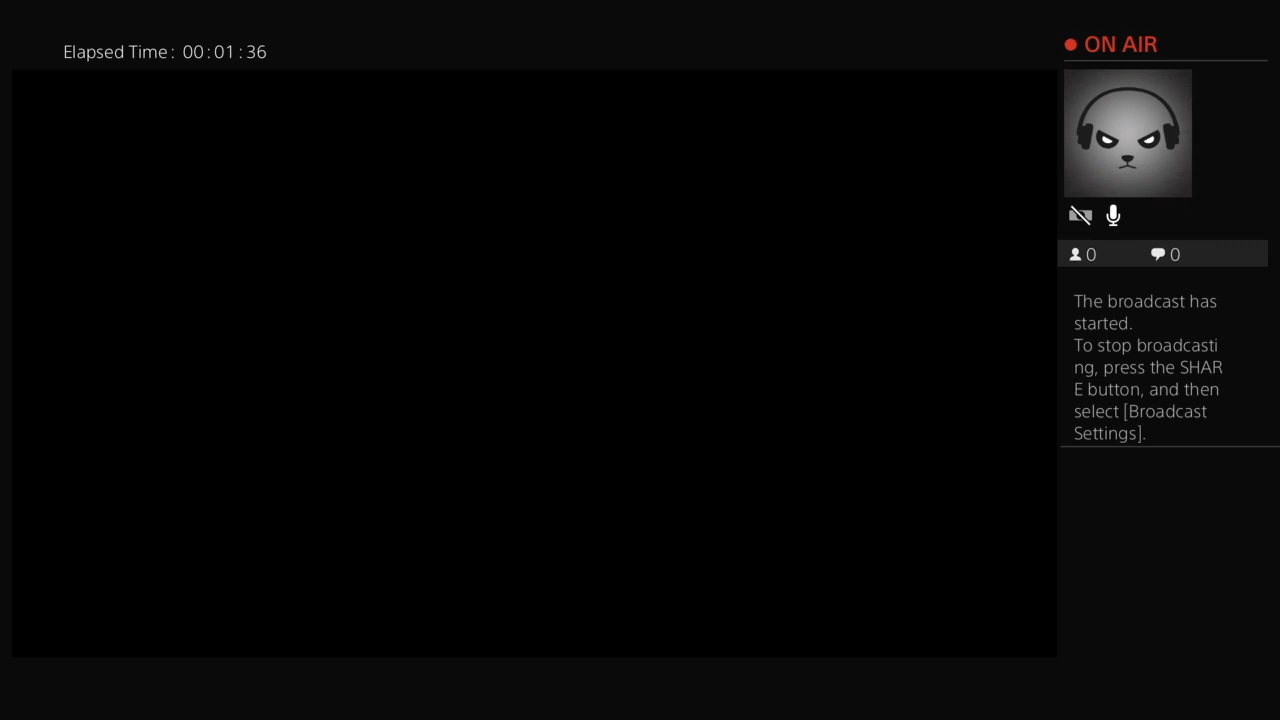 Elapsed Time: 00:01:36
ON AIR
0 0
The broadcast has
started.
To stop broadcasti
ng, press the SHAR
E button, and then
select [Broadcast
Settings].